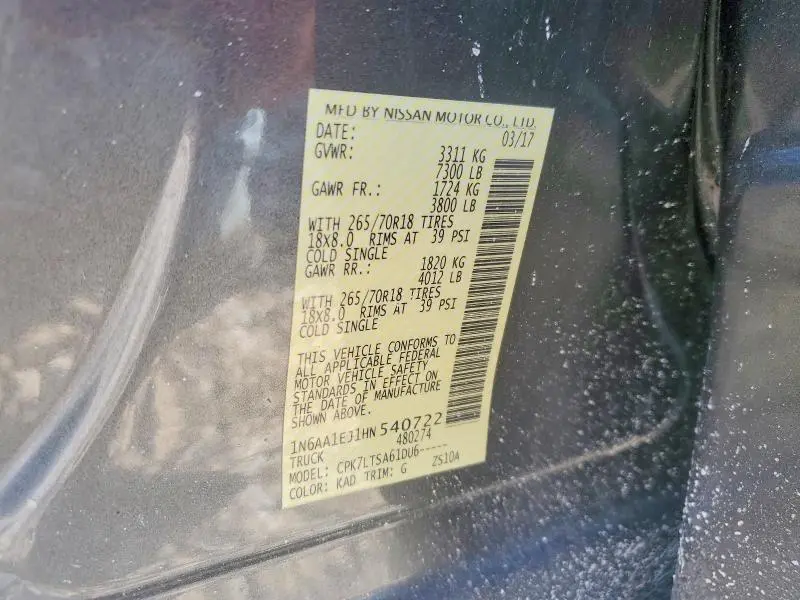 MFD BY NISSAN MOTOR CO., LTD.
DATE: 03/17
GVWR: 3311 KG
7300 LB
GAWR FR.: 1724 KG
3800 LB
WITH 265/70R18 TIRES
18x8.0 RIMS AT 39 PSI
COLD SINGLE
GAWR RR.: 1820 KG
4012 LB
WITH 265/70R18 TIRES
18x8.0 RIMS AT 39 PSI
COLD SINGLE
THIS VEHICLE CONFORMS TO
ALL APPLICABLE FEDERAL
MOTOR VEHICLE SAFETY
STANDARDS IN EFFECT ON
THE DATE OF MANUFACTURE
SHOWN ABOVE.
1N6AA1EJ1HN 540722
TRUCK 480274
MODEL: CPK7LTSA61DU6-----
COLOR: KAD TRIM: G ZS10A